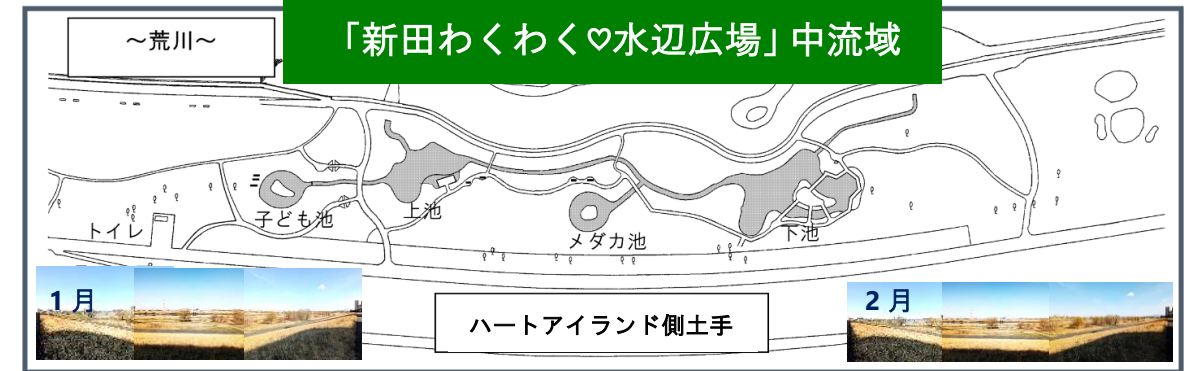 ～荒川～
「新田わくわく♡水辺広場」中流域
子ども池
上池
トイレ
メダカ池
下池
1月
2月
ハートアイランド側土手